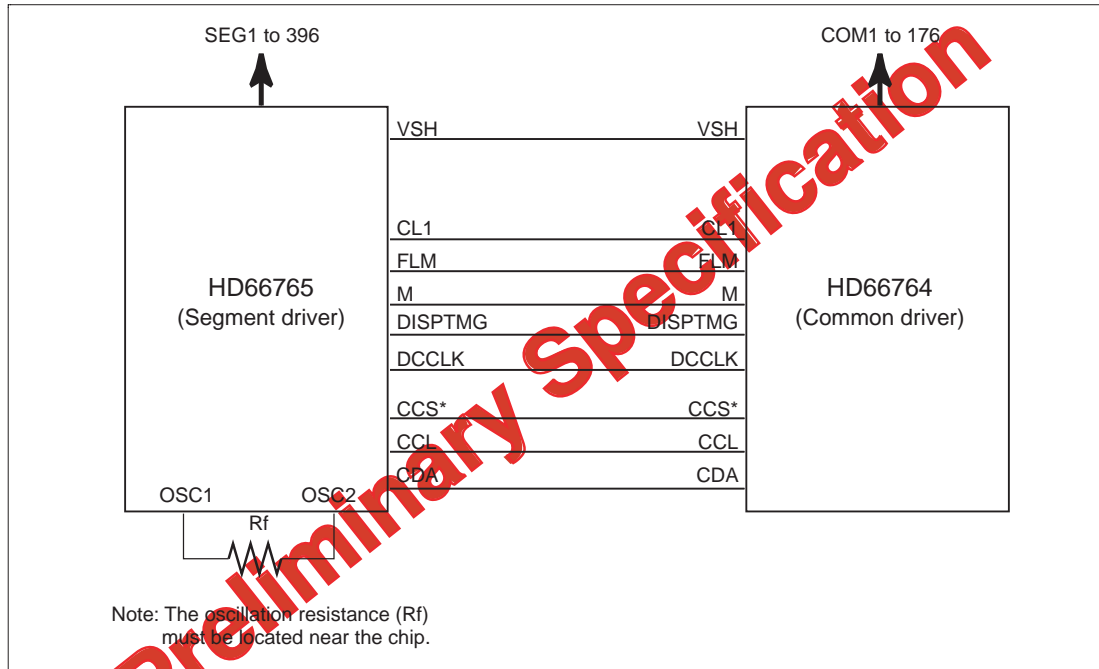 SEG1 to 396
COM1 to 176
VSH VSH
CL1 CL1
FLM FLM
HD66765
(Segment driver)
HD66764
(Common driver)
M M
DISPTMG DISPTMG
DCCLK DCCLK
CCS* CCS*
CCL CCL
CDA CDA
OSC1 OSC2
Rf
Note: The oscillation resistance (Rf)
must be located near the chip.
Preliminary Specification